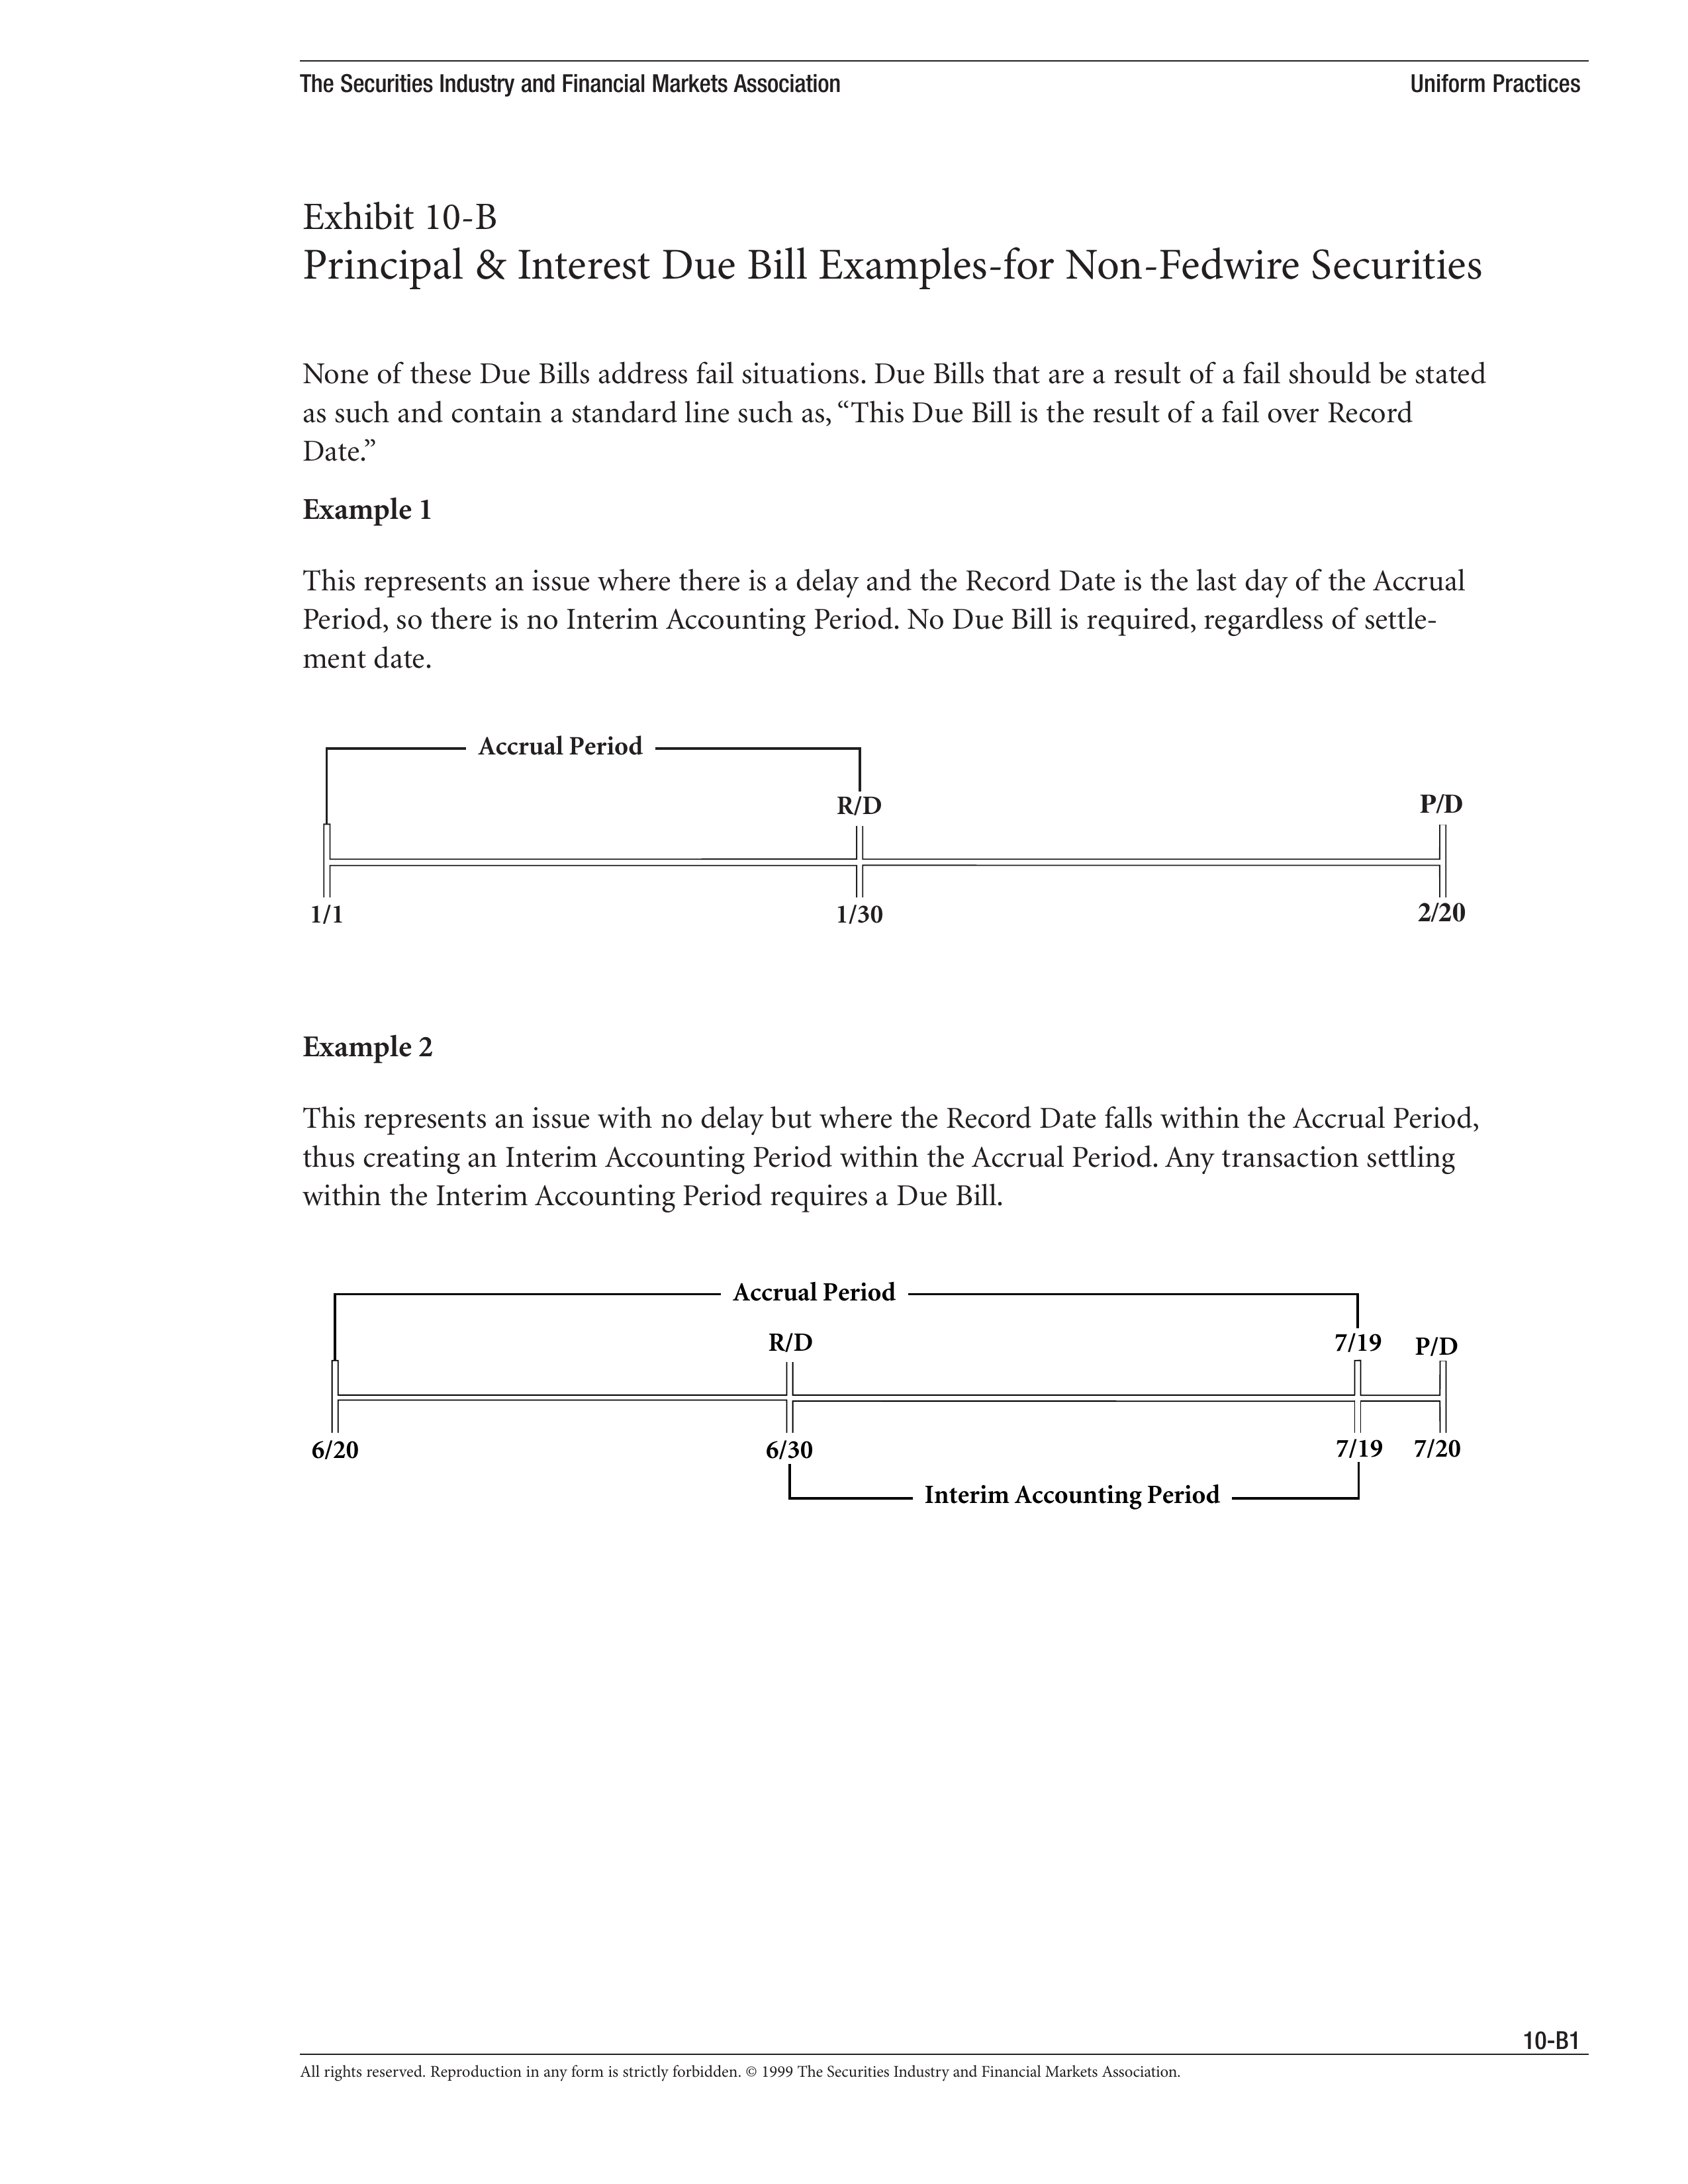 The Securities Industry and Financial Markets Association Uniform Practices
Exhibit 10-B
Principal & Interest Due Bill Examples-for Non-Fedwire Securities
None of these Due Bills address fail situations. Due Bills that are a result of a fail should be stated
as such and contain a standard line such as, “This Due Bill is the result of a fail over Record
Date.”
Example 1
This represents an issue where there is a delay and the Record Date is the last day of the Accrual
Period, so there is no Interim Accounting Period. No Due Bill is required, regardless of settle-
ment date.
Accrual Period
R/D P/D
1/1 1/30 2/20
Example 2
This represents an issue with no delay but where the Record Date falls within the Accrual Period,
thus creating an Interim Accounting Period within the Accrual Period. Any transaction settling
within the Interim Accounting Period requires a Due Bill.
Accrual Period
R/D 7/19 P/D
6/20 6/30 7/19 7/20
Interim Accounting Period
10-B1
All rights reserved. Reproduction in any form is strictly forbidden. © 1999 The Securities Industry and Financial Markets Association.